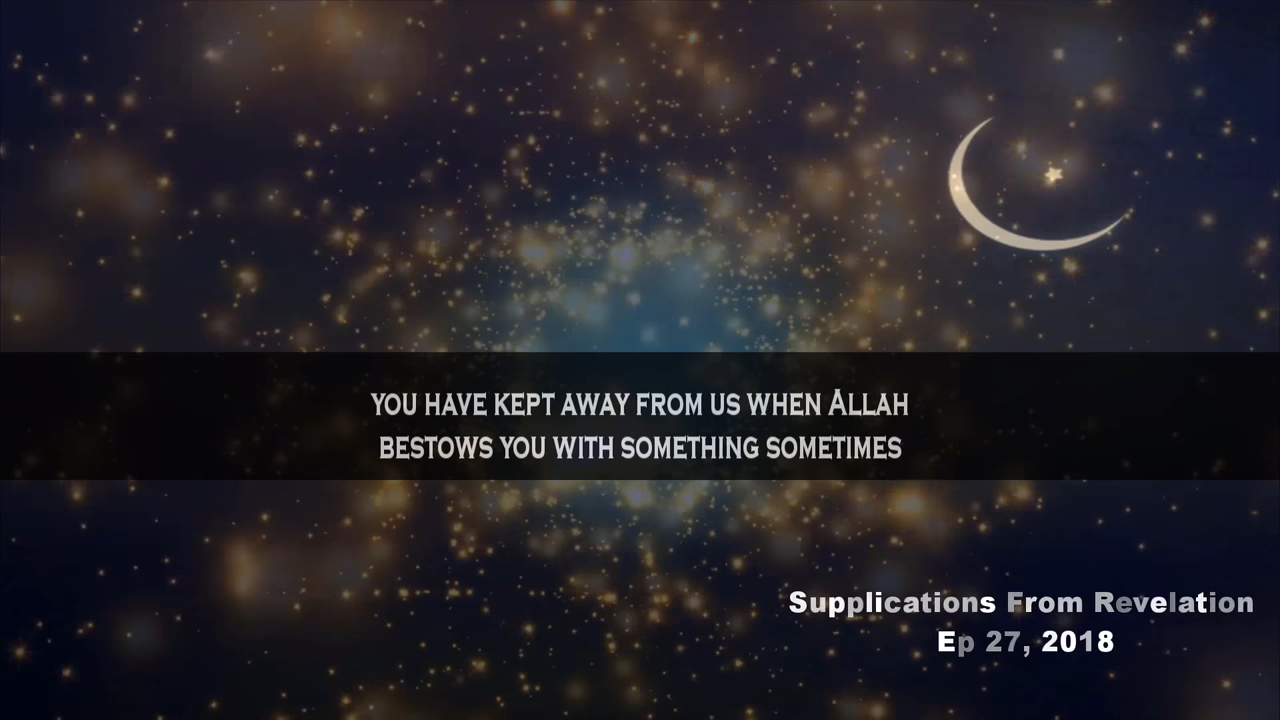 you have kept away from us when Allah
bestows you with something sometimes
Supplications From Revelation
Ep 27, 2018